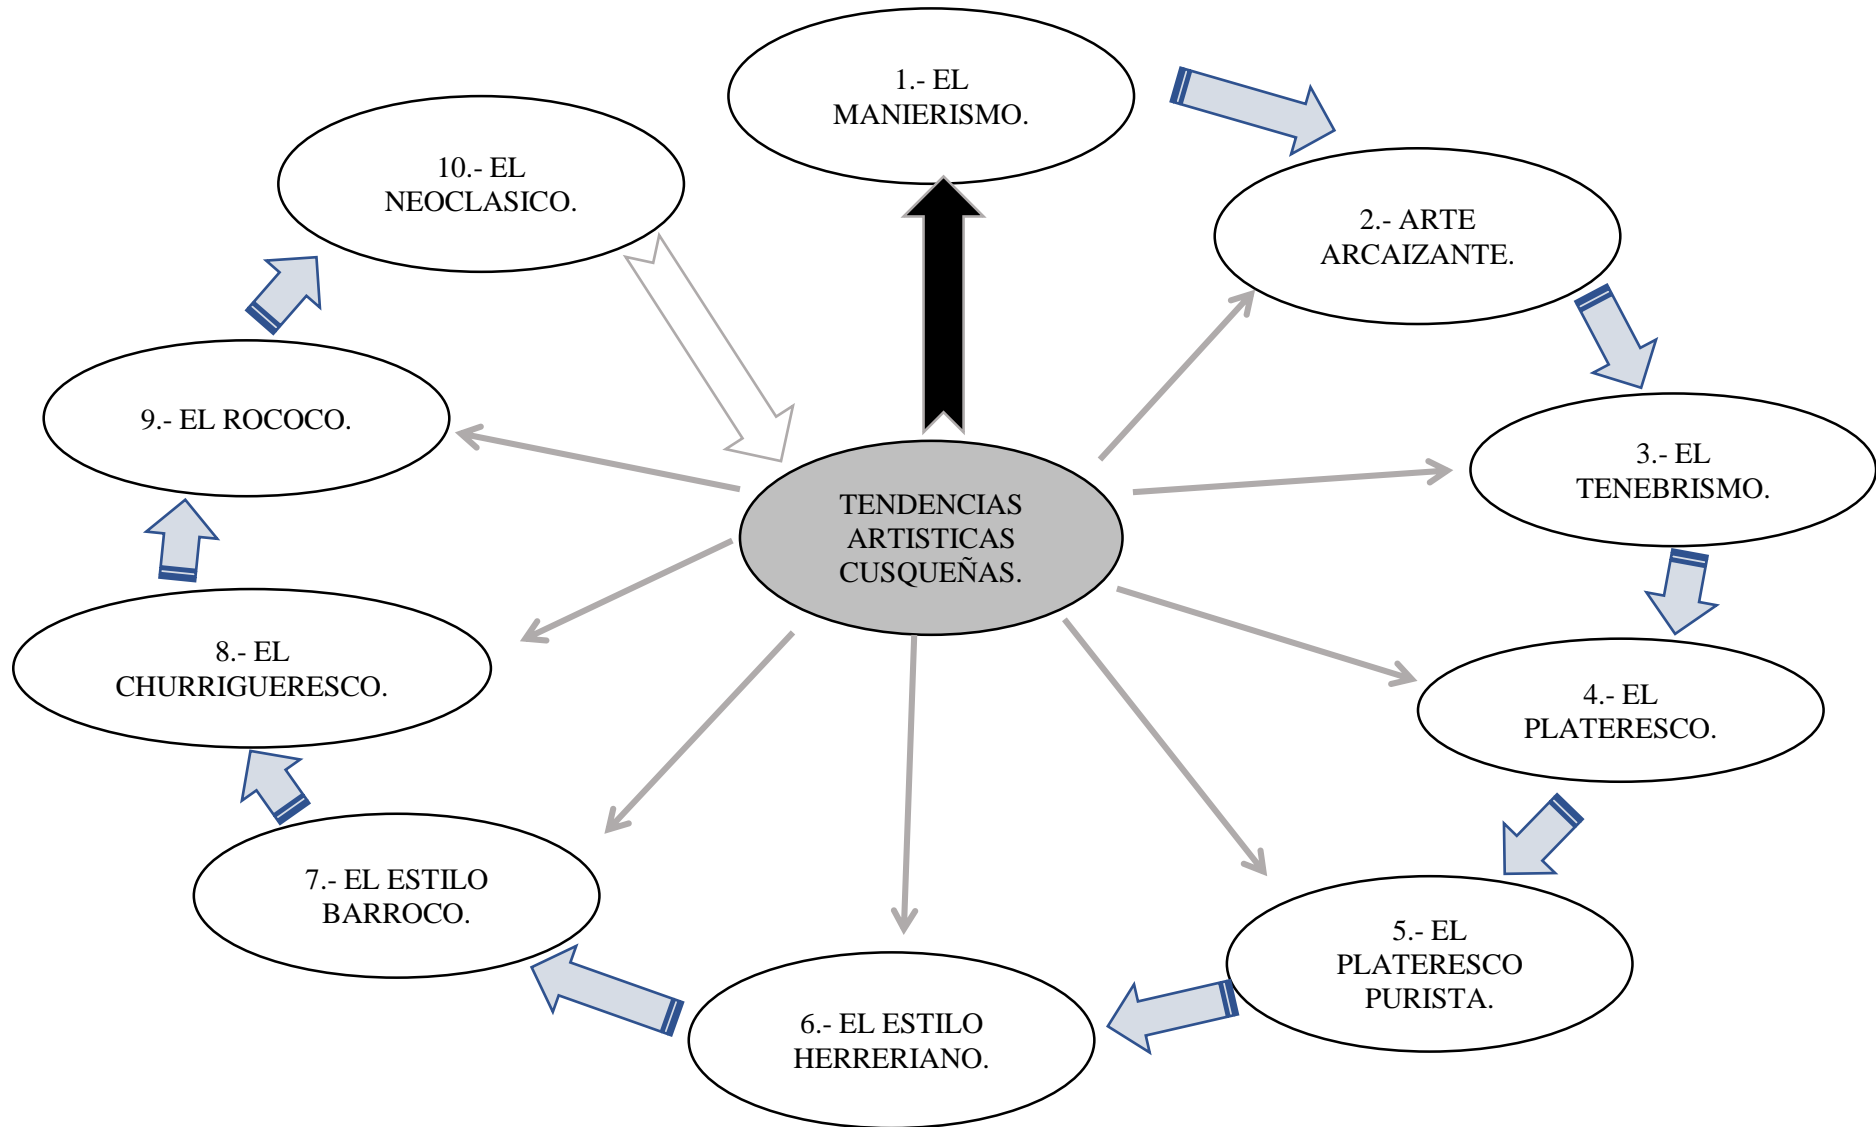 1.- EL
MANIERISMO.
2.- ARTE
ARCAIZANTE.
3.- EL
TENEBRISMO.
4.- EL
PLATERESCO.
5.- EL
PLATERESCO
PURISTA.
6.- EL ESTILO
HERRERIANO.
7.- EL ESTILO
BARROCO.
8.- EL
CHURRIGUERESCO.
9.- EL ROCOCO.
10.- EL
NEOCLASICO.
TENDENCIAS
ARTISTICAS
CUSQUEÑAS.